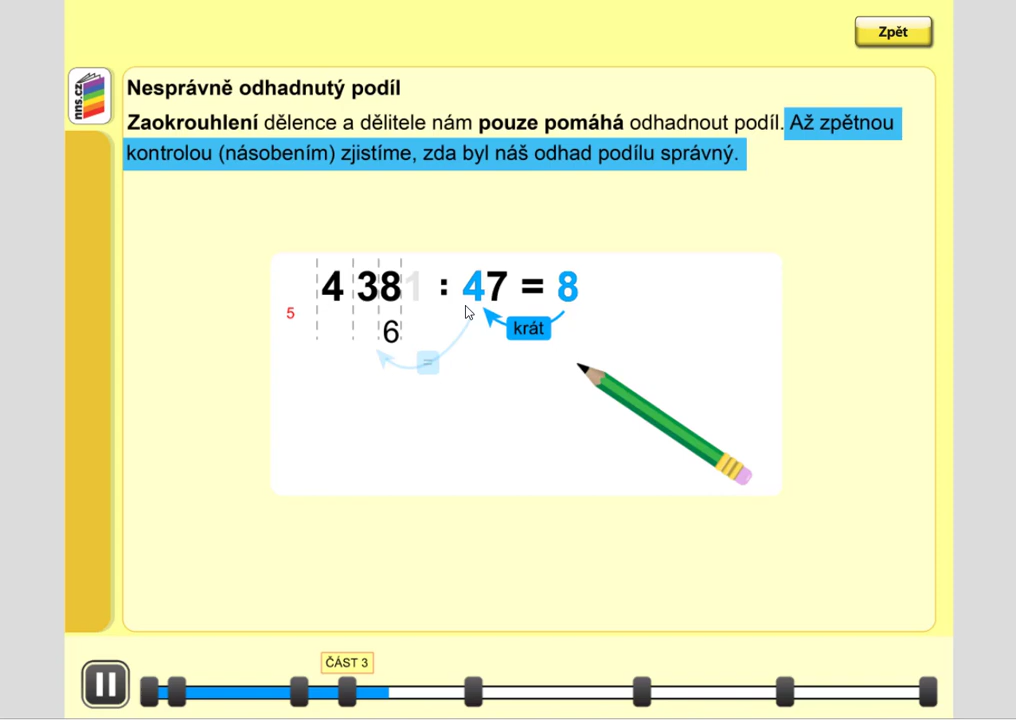 Zpět
nns.cz
Nesprávně odhadnutý podíl
Zaokrouhlení dělence a dělitele nám pouze pomáhá odhadnout podíl. Až zpětnou
kontrolou (násobením) zjistíme, zda byl náš odhad podílu správný.
4 381 : 47 = 8
5
6
krát
=
ČÁST 3